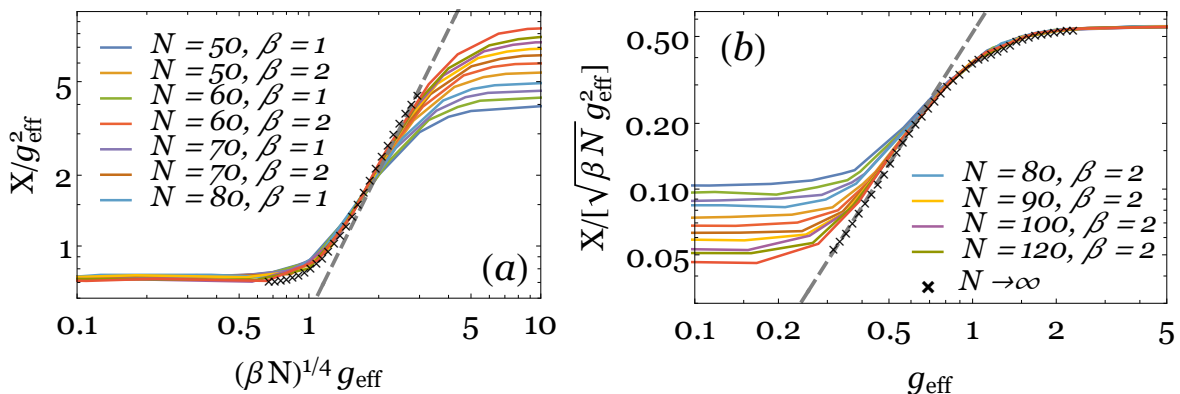 (a)
X/g²eff
5
2
1
N = 50, β = 1
N = 50, β = 2
N = 60, β = 1
N = 60, β = 2
N = 70, β = 1
N = 70, β = 2
N = 80, β = 1
0.1 0.5 1 5 10
(β N)^1/4 g_eff
(b)
X/[√β N g²eff]
0.50
0.20
0.10
0.05
N = 80, β = 2
N = 90, β = 2
N = 100, β = 2
N = 120, β = 2
N → ∞
0.1 0.2 0.5 1 2 5
g_eff